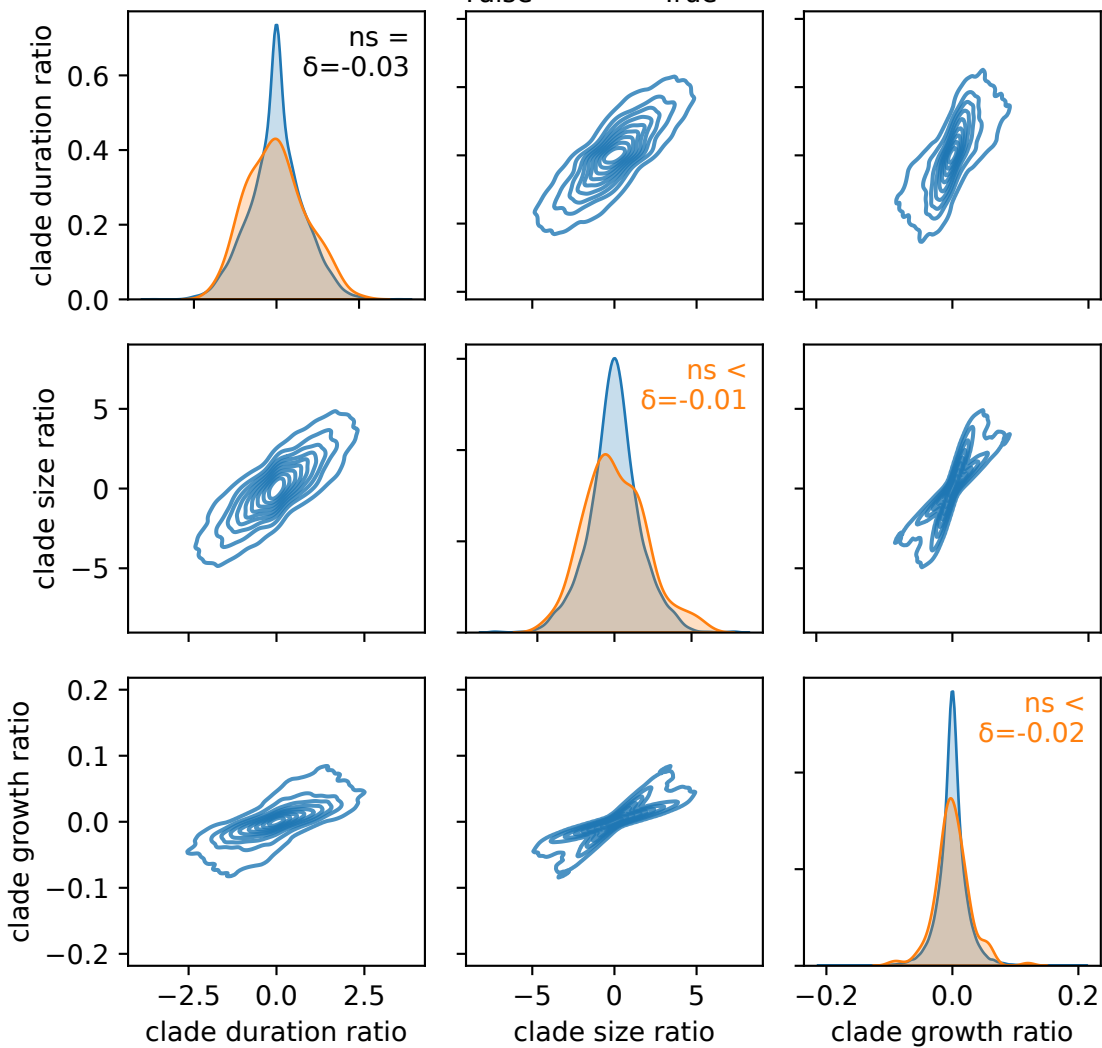 ns =
δ=-0.03
clade duration ratio
0.6
0.4
0.2
0.0
ns <
δ=-0.01
clade size ratio
5
0
−5
ns <
δ=-0.02
clade growth ratio
0.2
0.1
0.0
−0.1
−0.2
−2.5 0.0 2.5
−5 0 5
−0.2 0.0 0.2
clade duration ratio
clade size ratio
clade growth ratio